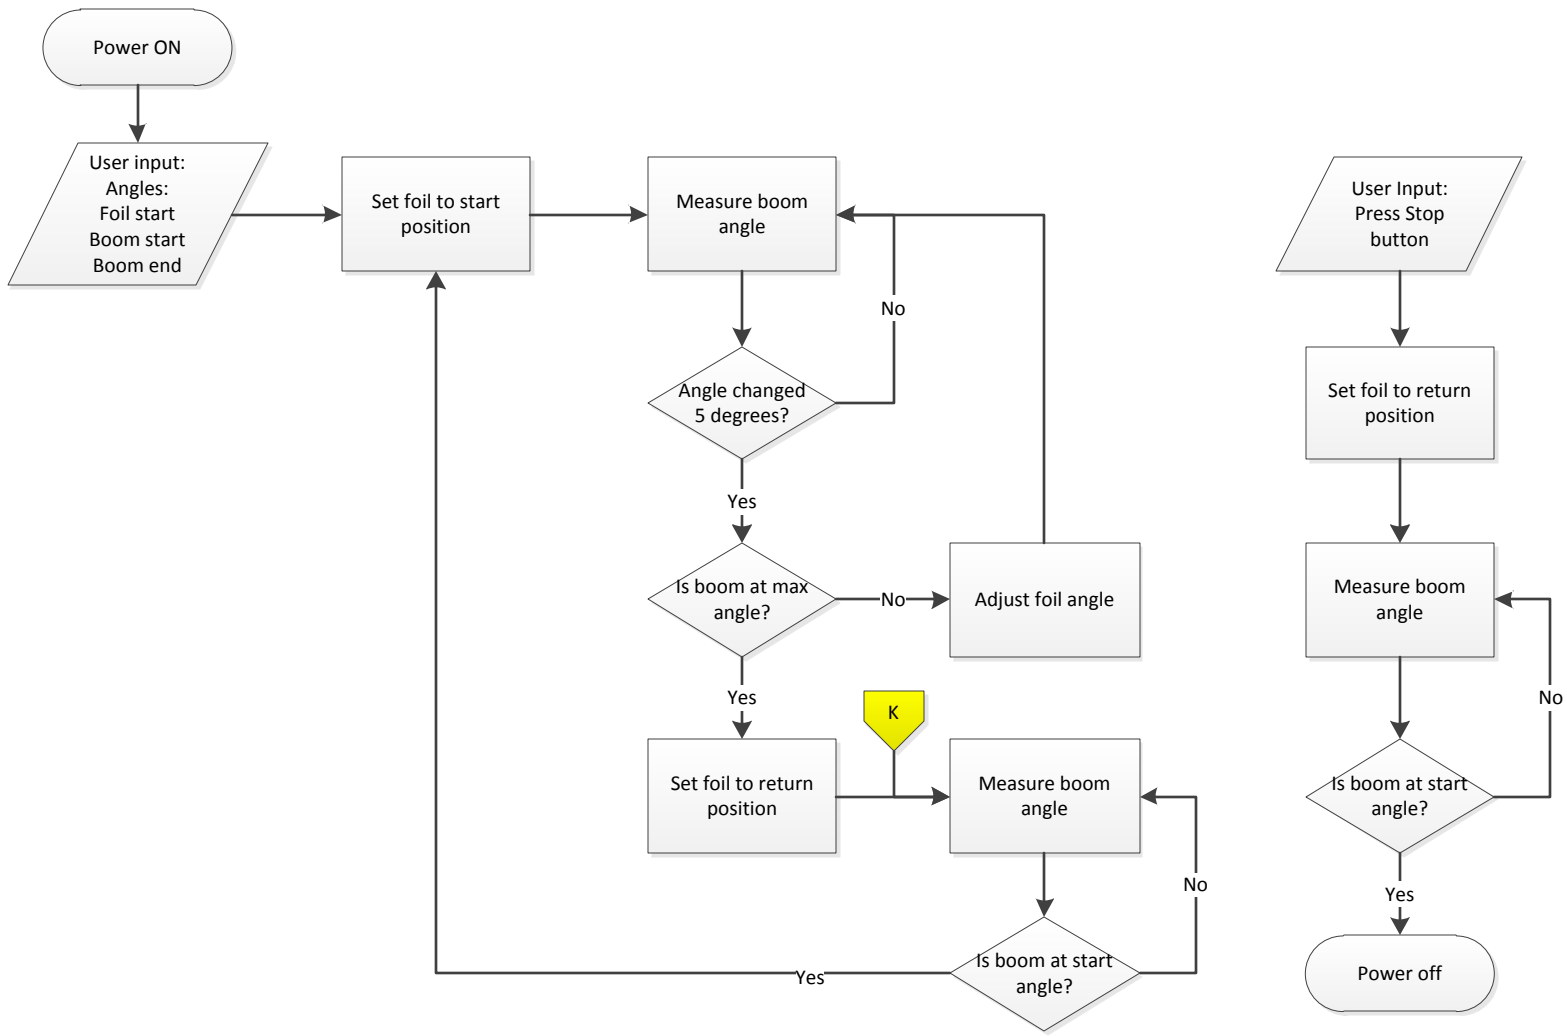 Power ON
User input:
Angles:
Foil start
Boom start
Boom end
Set foil to start
position
Measure boom
angle
No
Angle changed
5 degrees?
Yes
Is boom at max
angle?
No
Adjust foil angle
Yes
K
Set foil to return
position
Measure boom
angle
No
Is boom at start
angle?
Yes
User Input:
Press Stop
button
Set foil to return
position
Measure boom
angle
No
Is boom at start
angle?
Yes
Power off